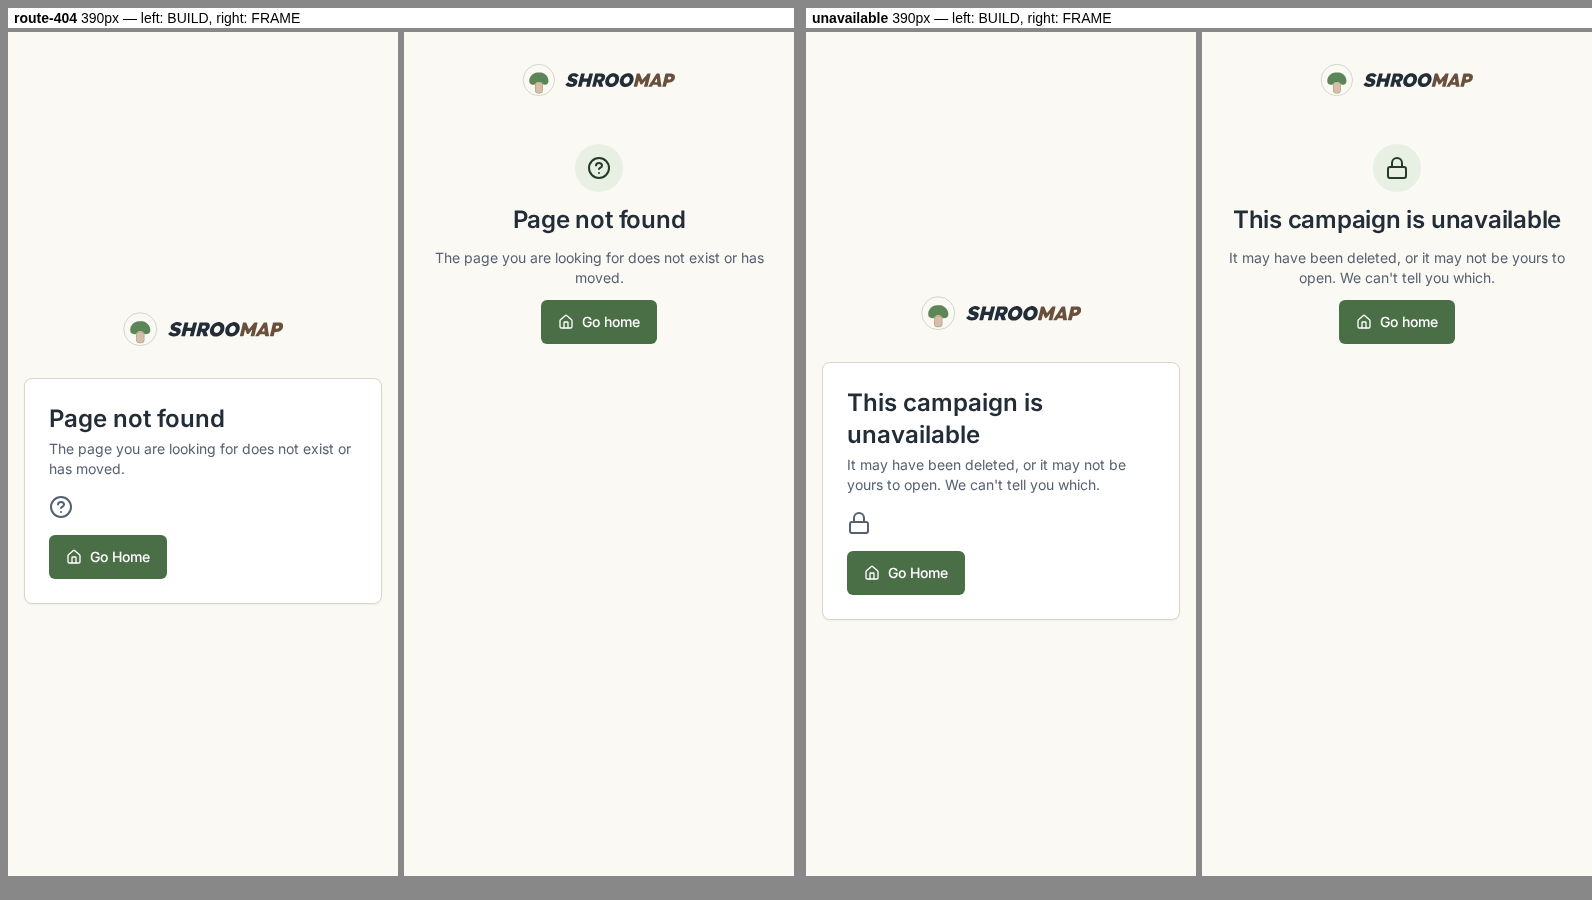 route-404 390px — left: BUILD, right: FRAME
SHROOMAP
Page not found
The page you are looking for does not exist or
has moved.
Go Home
SHROOMAP
Page not found
The page you are looking for does not exist or has
moved.
Go home
unavailable 390px — left: BUILD, right: FRAME
SHROOMAP
This campaign is
unavailable
It may have been deleted, or it may not be
yours to open. We can't tell you which.
Go Home
SHROOMAP
This campaign is unavailable
It may have been deleted, or it may not be yours to
open. We can't tell you which.
Go home